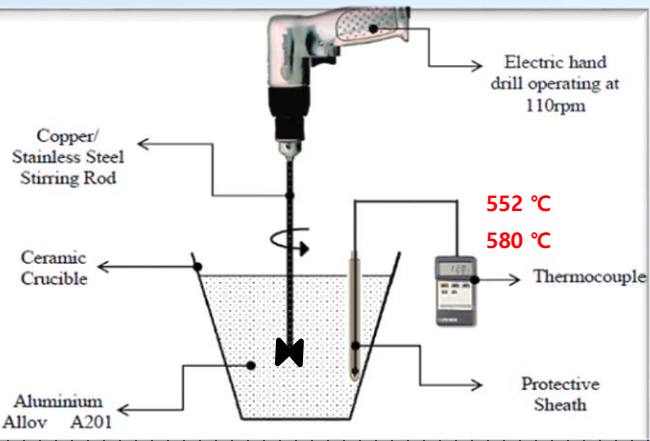 Electric hand
drill operating at
110rpm
Copper/
Stainless Steel
Stirring Rod
552 ℃
580 ℃
Ceramic
Crucible
Thermocouple
Protective
Sheath
Aluminium
Allov A201